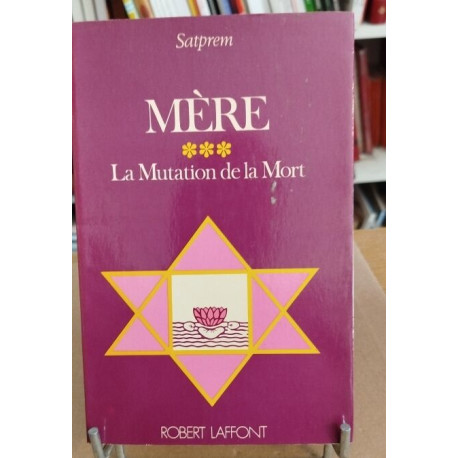 Satprem
MÈRE
***
La Mutation de la Mort
ROBERT LAFFONT